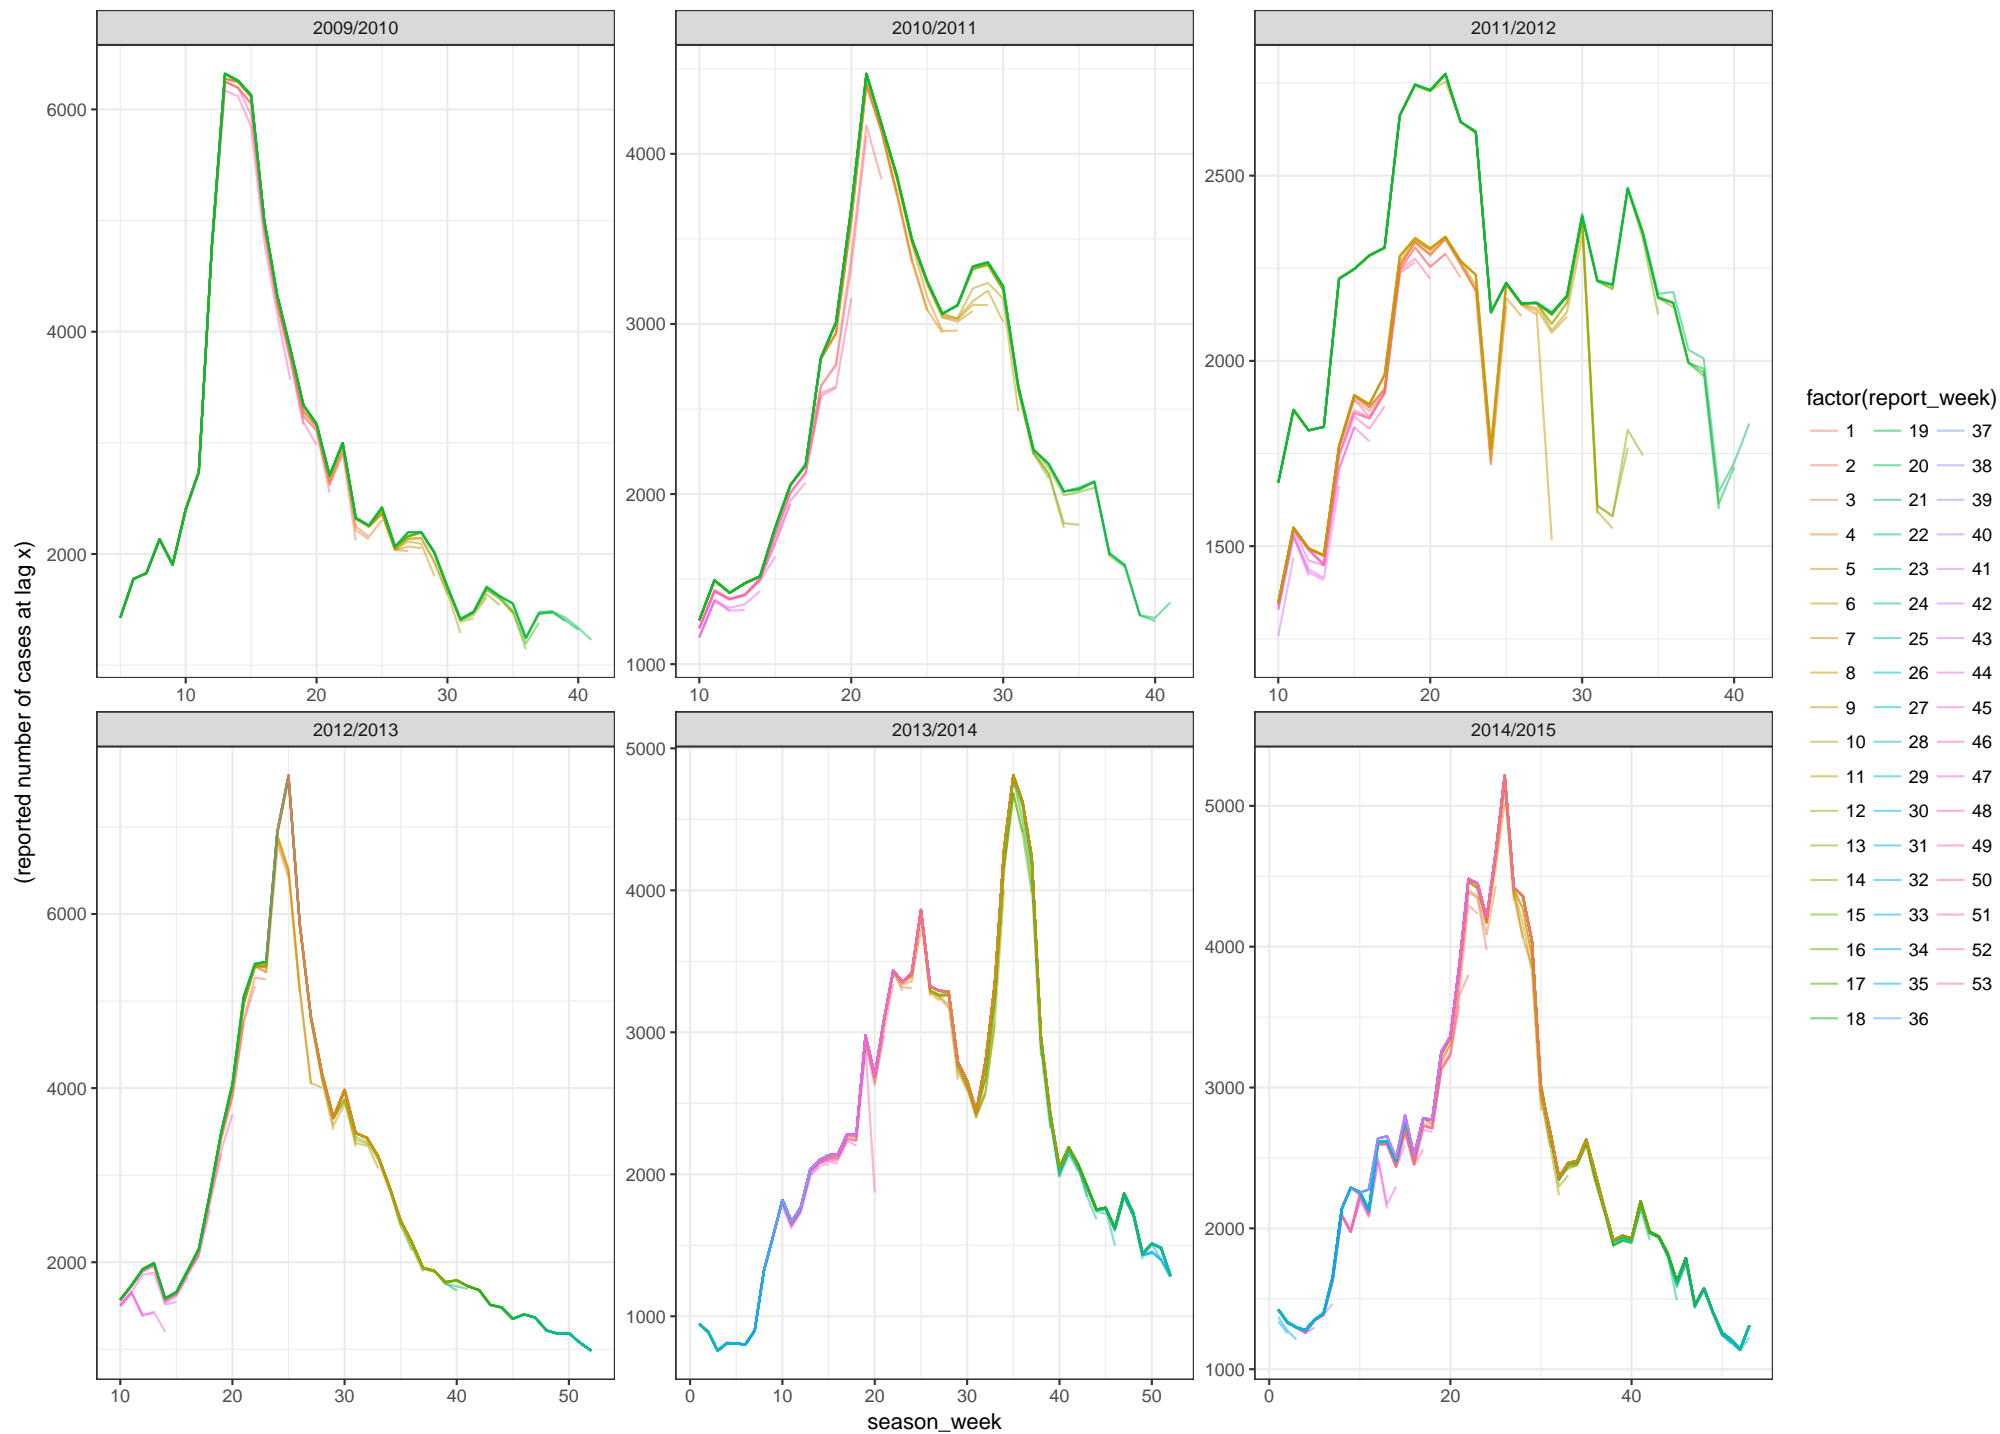 2009/2010
2010/2011
2011/2012
6000
4000
2000
4000
3000
2000
1000
2500
2000
1500
10 20 30 40
10 20 30 40
10 20 30 40
2012/2013
2013/2014
2014/2015
6000
4000
2000
5000
4000
3000
2000
1000
5000
4000
3000
2000
1000
10 20 30 40 50
0 10 20 30 40 50
0 20 40
season_week
(reported number of cases at lag x)
factor(report_week)
1 19 37
2 20 38
3 21 39
4 22 40
5 23 41
6 24 42
7 25 43
8 26 44
9 27 45
10 28 46
11 29 47
12 30 48
13 31 49
14 32 50
15 33 51
16 34 52
17 35 53
18 36